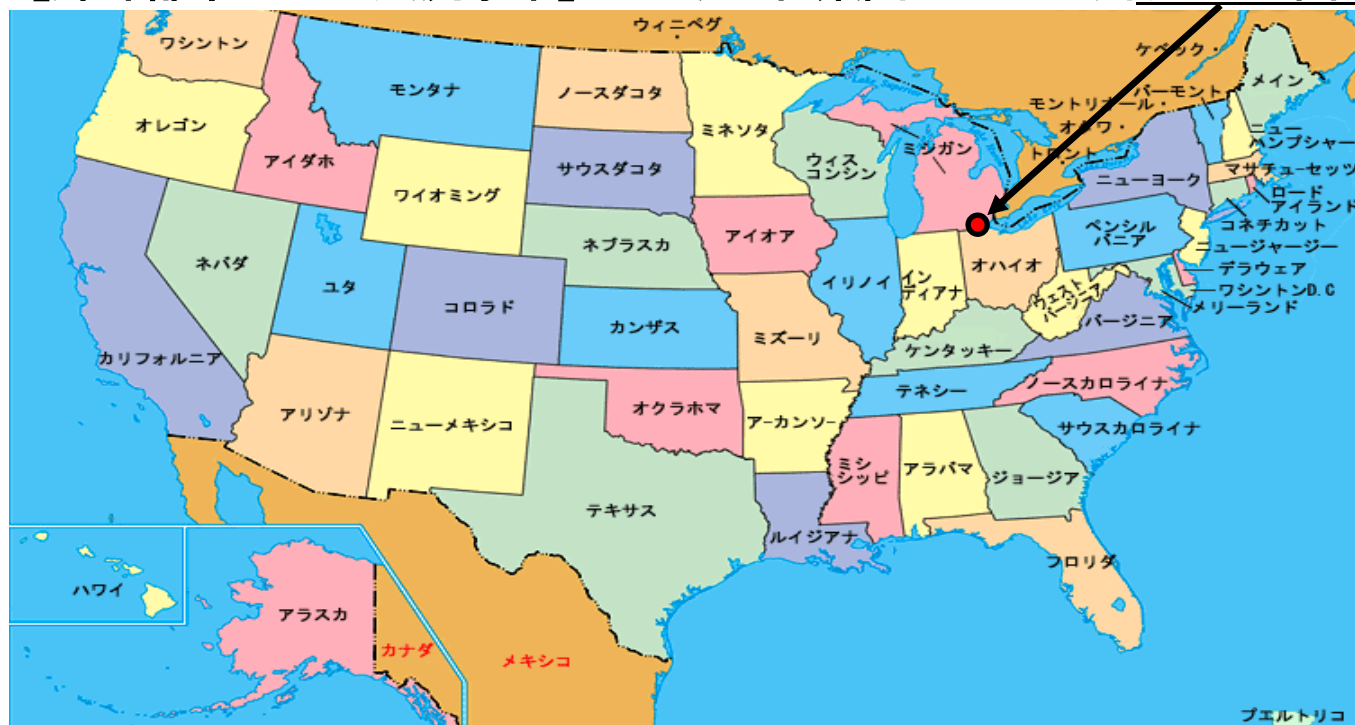 ウィニペグ
ワシントン
ケベック
メイン
モンタナ
ノースダコタ
バーモント
モントリオール
オレゴン
ミネソタ
オタワ
ニュー
ハンプシャー
アイダホ
ミシガン
トロント
サウスダコタ
ウィス
コンシン
マサチューセッツ
ワイオミング
ニューヨーク
ロード
アイランド
Lake Superior
コネチカット
アイオア
ペンシル
バニア
ネブラスカ
ニュージャージー
ネバダ
オハイオ
デラウェア
ユタ
イリノイ
イン
ディアナ
ワシントンD.C
コロラド
ウェスト
バージニア
メリーランド
カンザス
バージニア
ミズーリ
ケンタッキー
カリフォルニア
テネシー
ノースカロライナ
アリゾナ
ニューメキシコ
オクラホマ
アーカンソー
サウスカロライナ
ミシ
シッピ
アラバマ
ジョージア
テキサス
ルイジアナ
フロリダ
ハワイ
アラスカ
カナダ
メキシコ
プエルトリコ